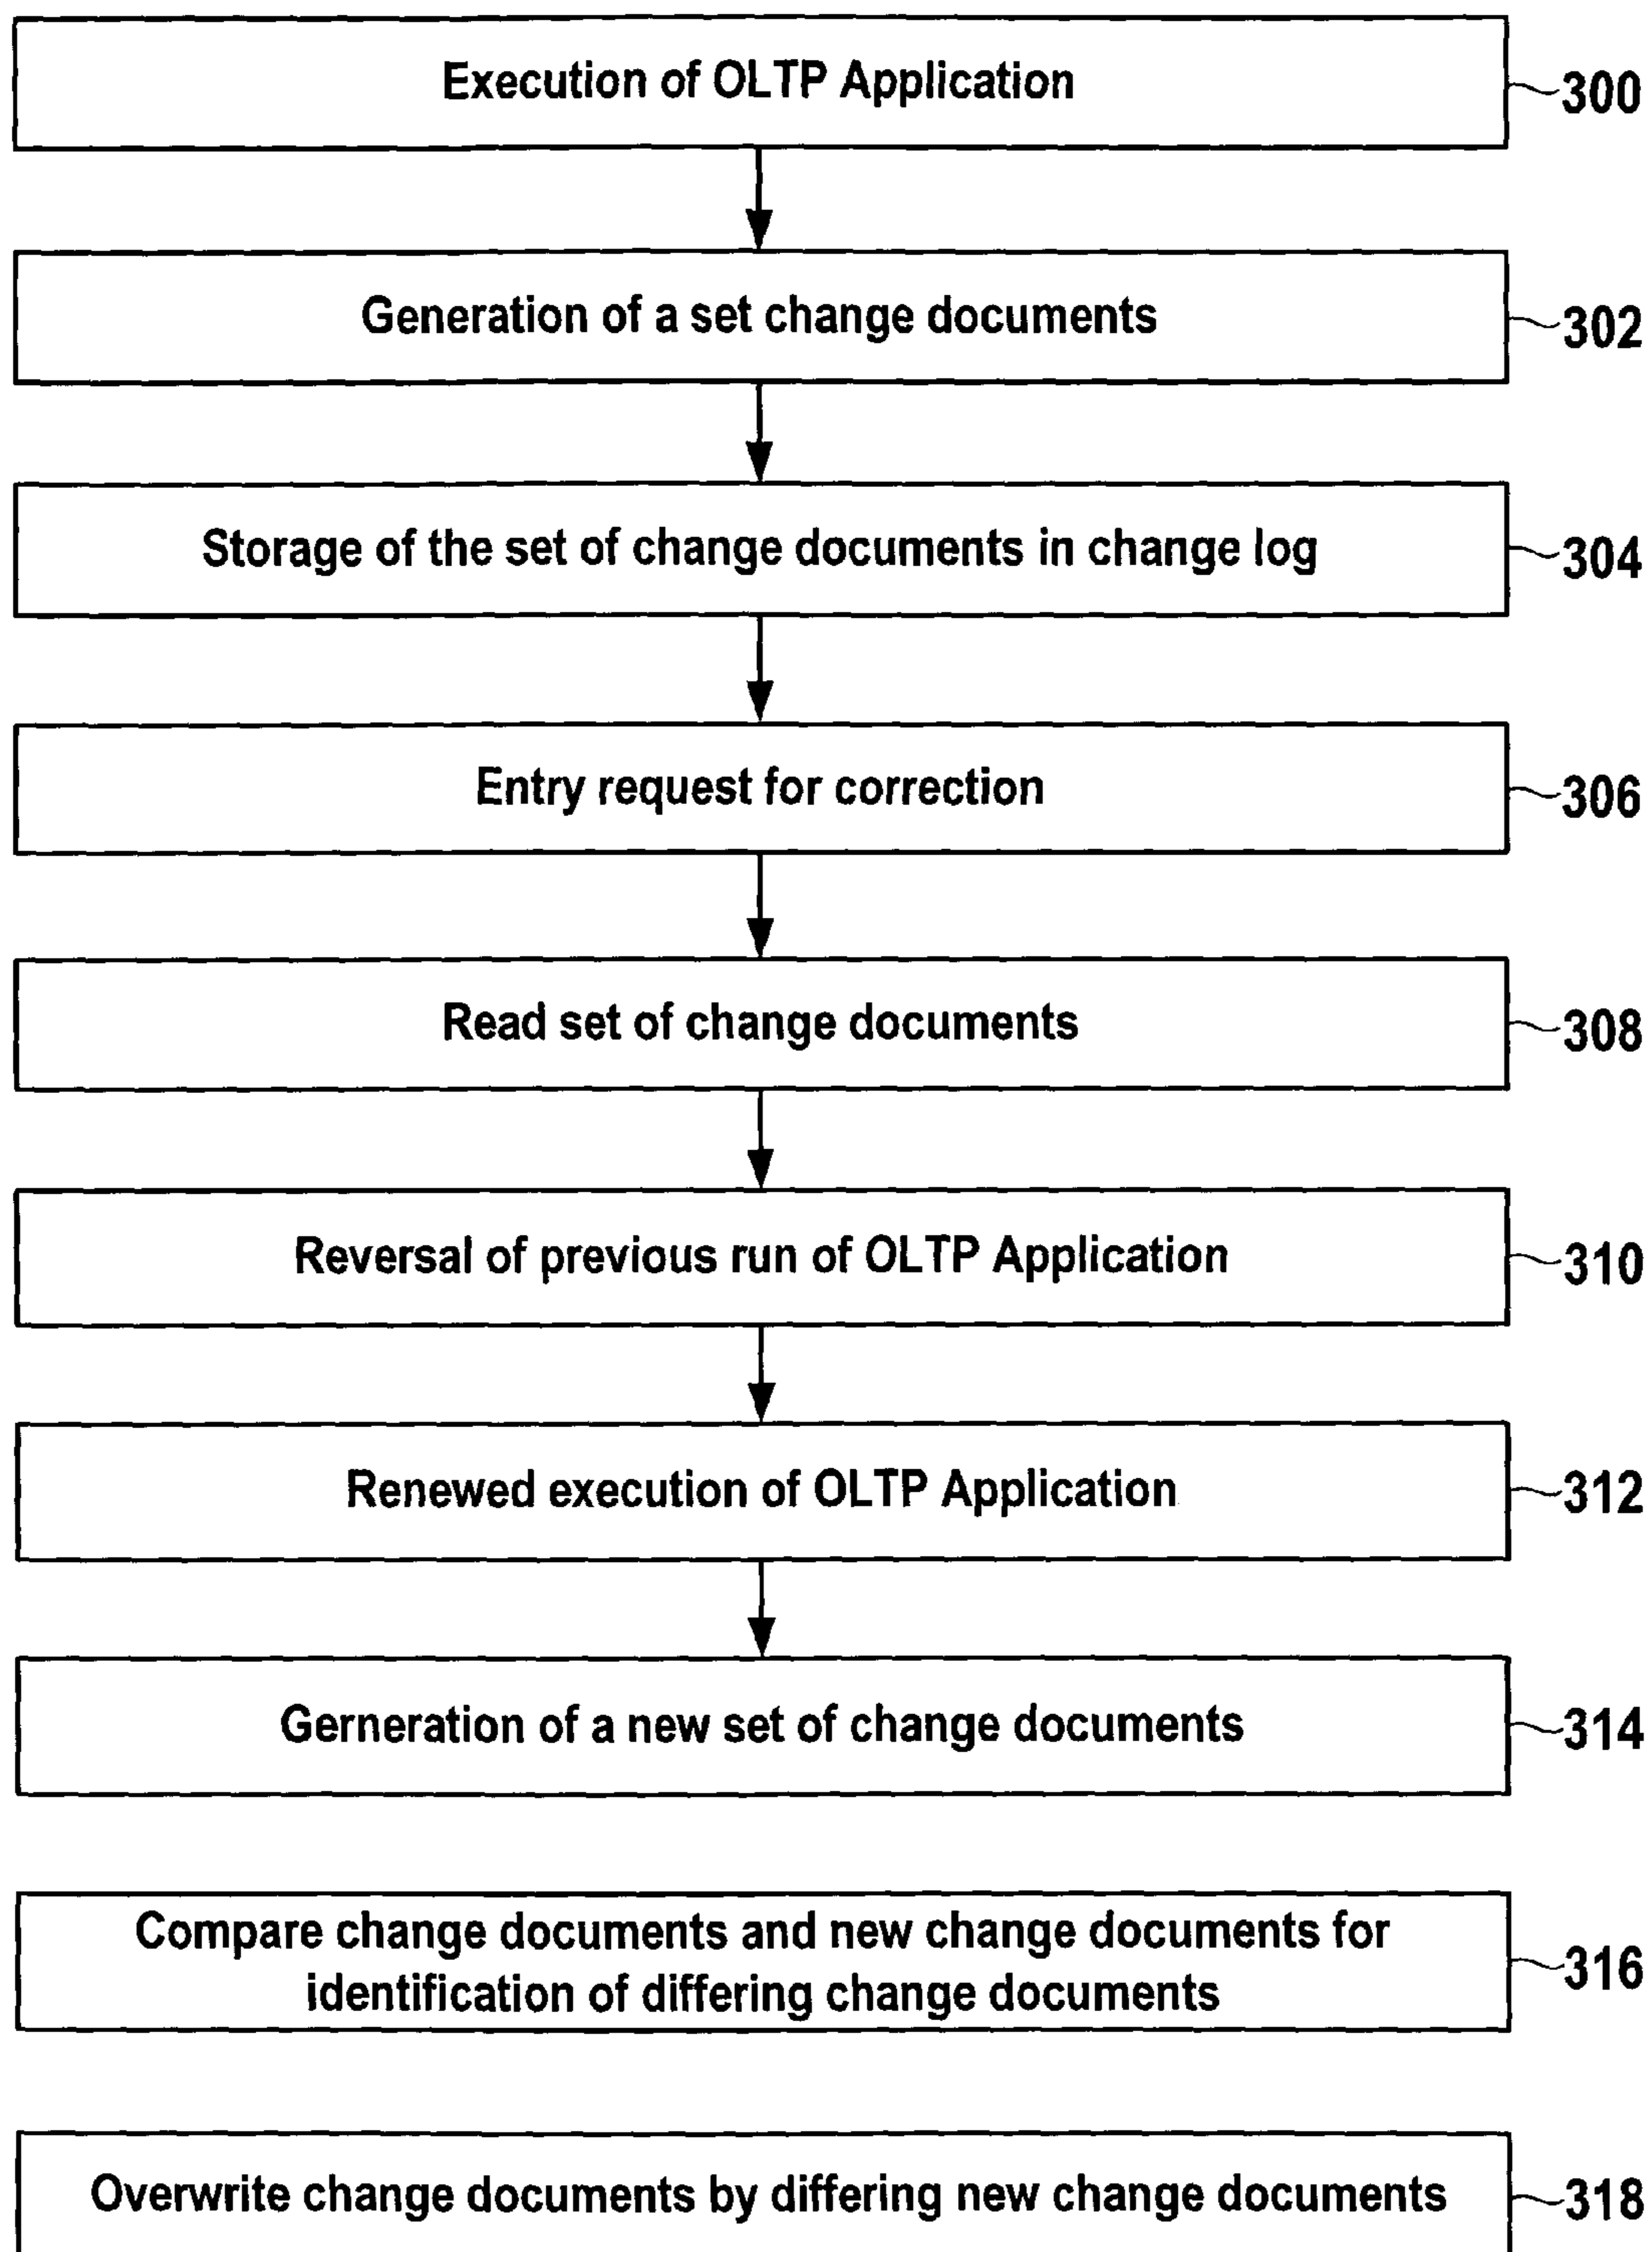 Execution of OLTP Application
300
Generation of a set change documents
302
Storage of the set of change documents in change log
304
Entry request for correction
306
Read set of change documents
308
Reversal of previous run of OLTP Application
310
Renewed execution of OLTP Application
312
Gerneration of a new set of change documents
314
Compare change documents and new change documents for
identification of differing change documents
316
Overwrite change documents by differing new change documents
318